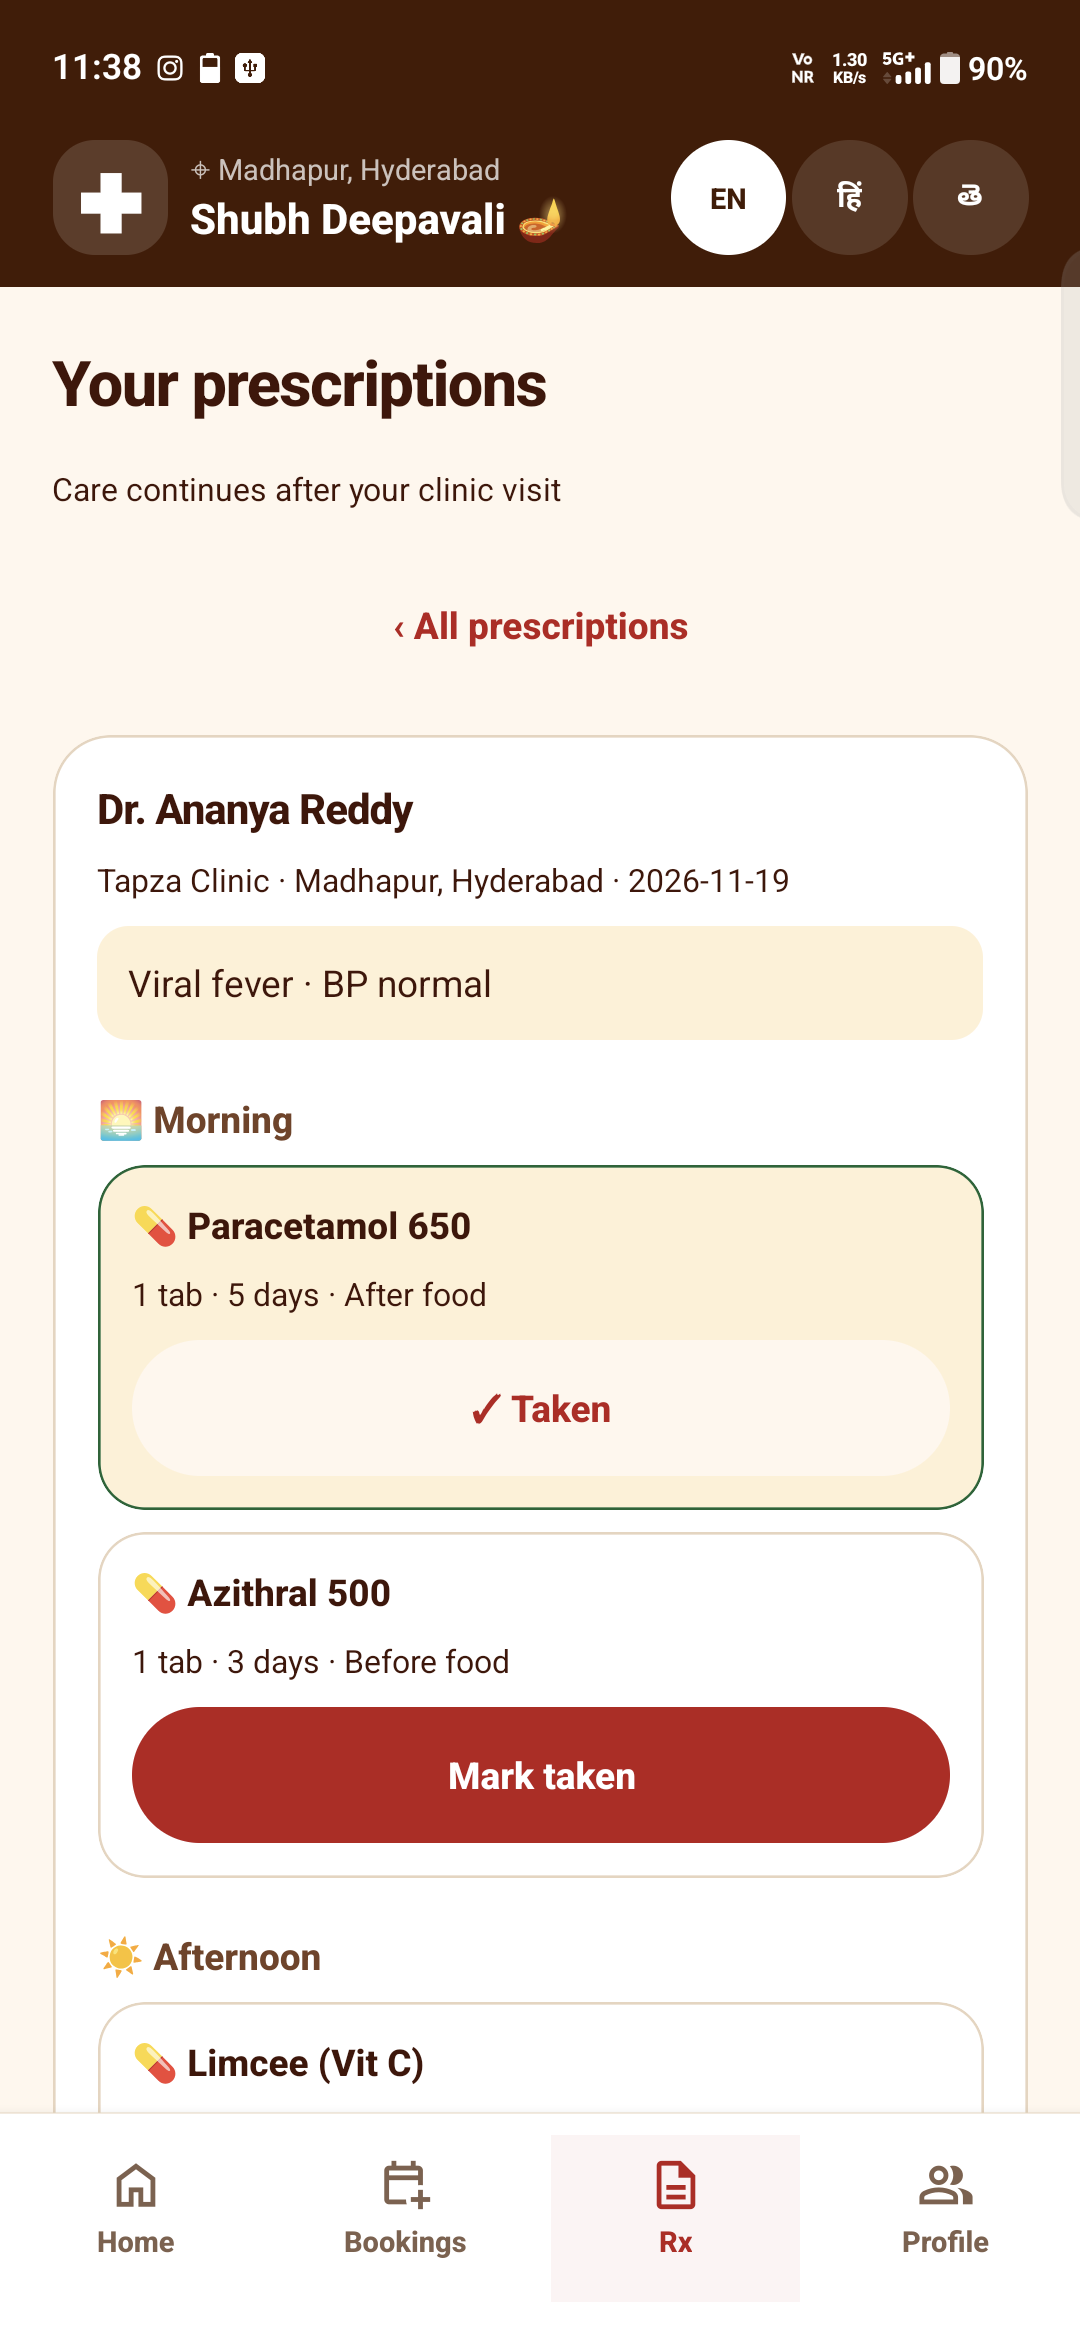 11:38
Vo NR 1.30 KB/s 5G+ 90%
Madhapur, Hyderabad
Shubh Deepavali 🪔
EN हिं తె
Your prescriptions
Care continues after your clinic visit
‹ All prescriptions
Dr. Ananya Reddy
Tapza Clinic · Madhapur, Hyderabad · 2026-11-19
Viral fever · BP normal
🌅 Morning
💊 Paracetamol 650
1 tab · 5 days · After food
✓ Taken
💊 Azithral 500
1 tab · 3 days · Before food
Mark taken
☀️ Afternoon
💊 Limcee (Vit C)
Home Bookings Rx Profile